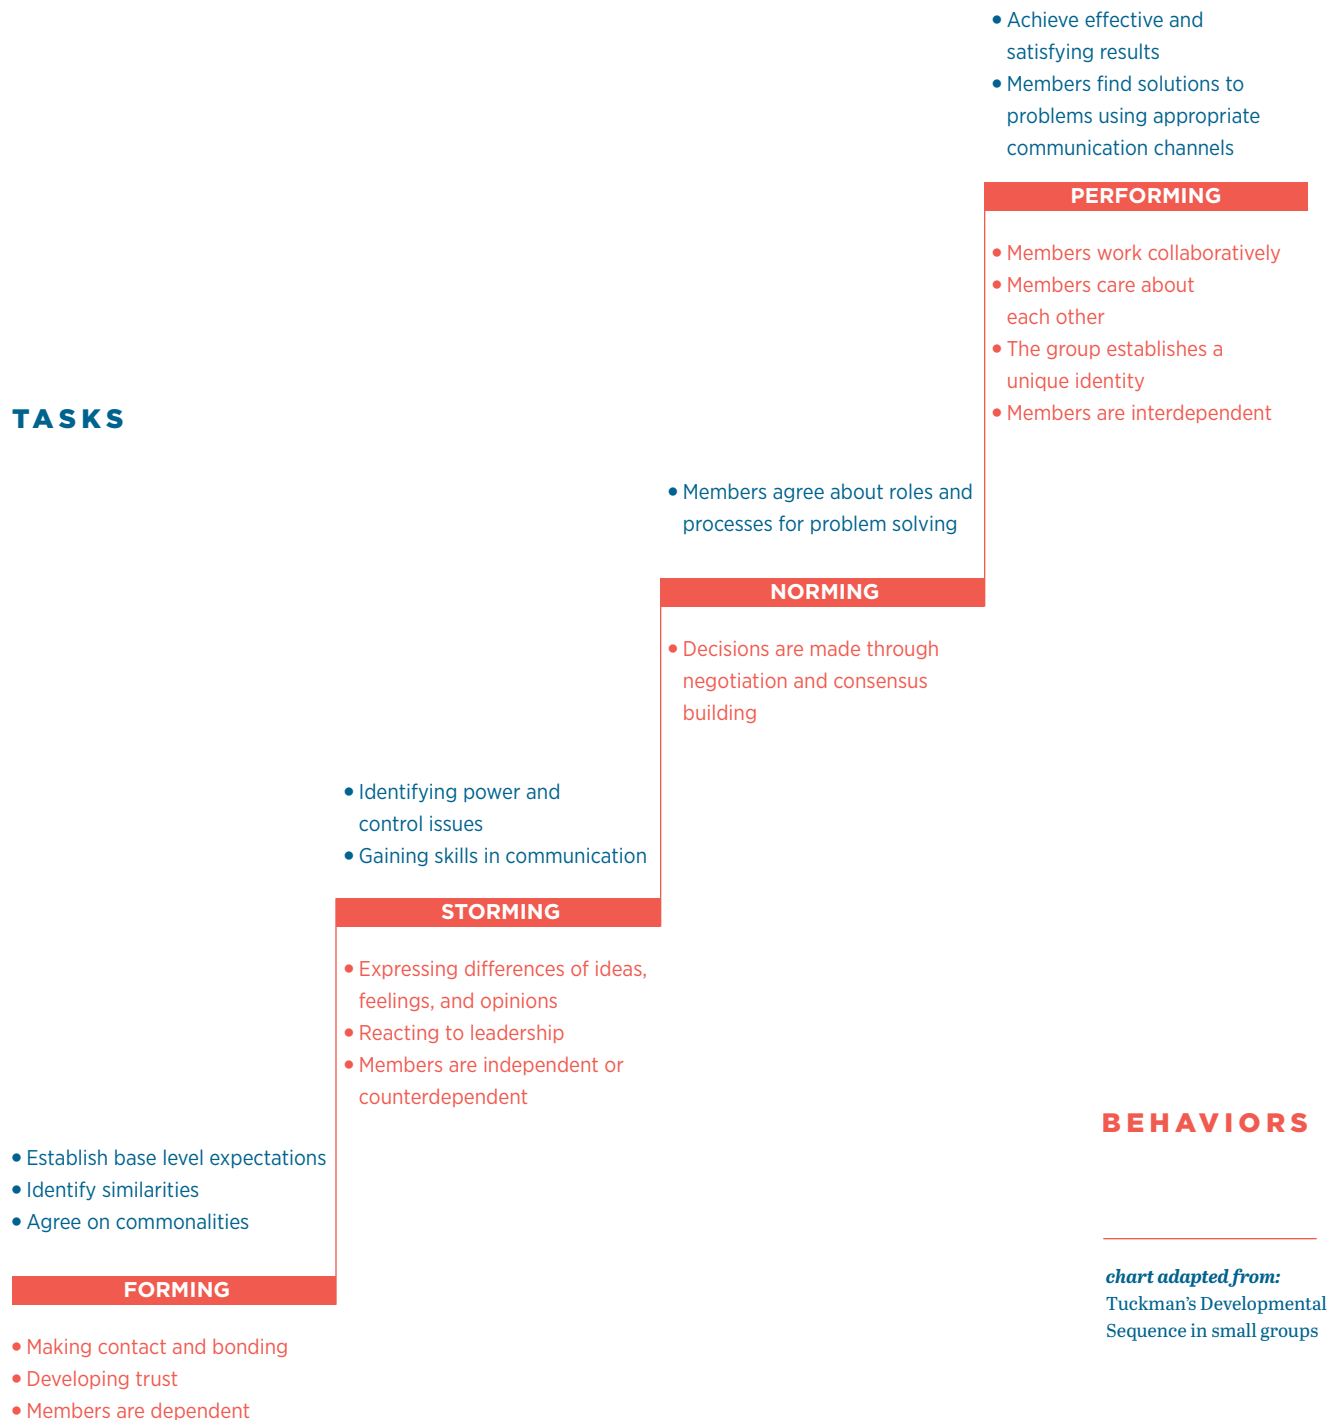 • Achieve effective and
satisfying results
• Members find solutions to
problems using appropriate
communication channels
PERFORMING
• Members work collaboratively
• Members care about
each other
• The group establishes a
unique identity
• Members are interdependent
TASKS
• Members agree about roles and
processes for problem solving
NORMING
• Decisions are made through
negotiation and consensus
building
• Identifying power and
control issues
• Gaining skills in communication
STORMING
• Expressing differences of ideas,
feelings, and opinions
• Reacting to leadership
• Members are independent or
counterdependent
BEHAVIORS
• Establish base level expectations
• Identify similarities
• Agree on commonalities
FORMING
• Making contact and bonding
• Developing trust
• Members are dependent
chart adapted from:
Tuckman's Developmental
Sequence in small groups